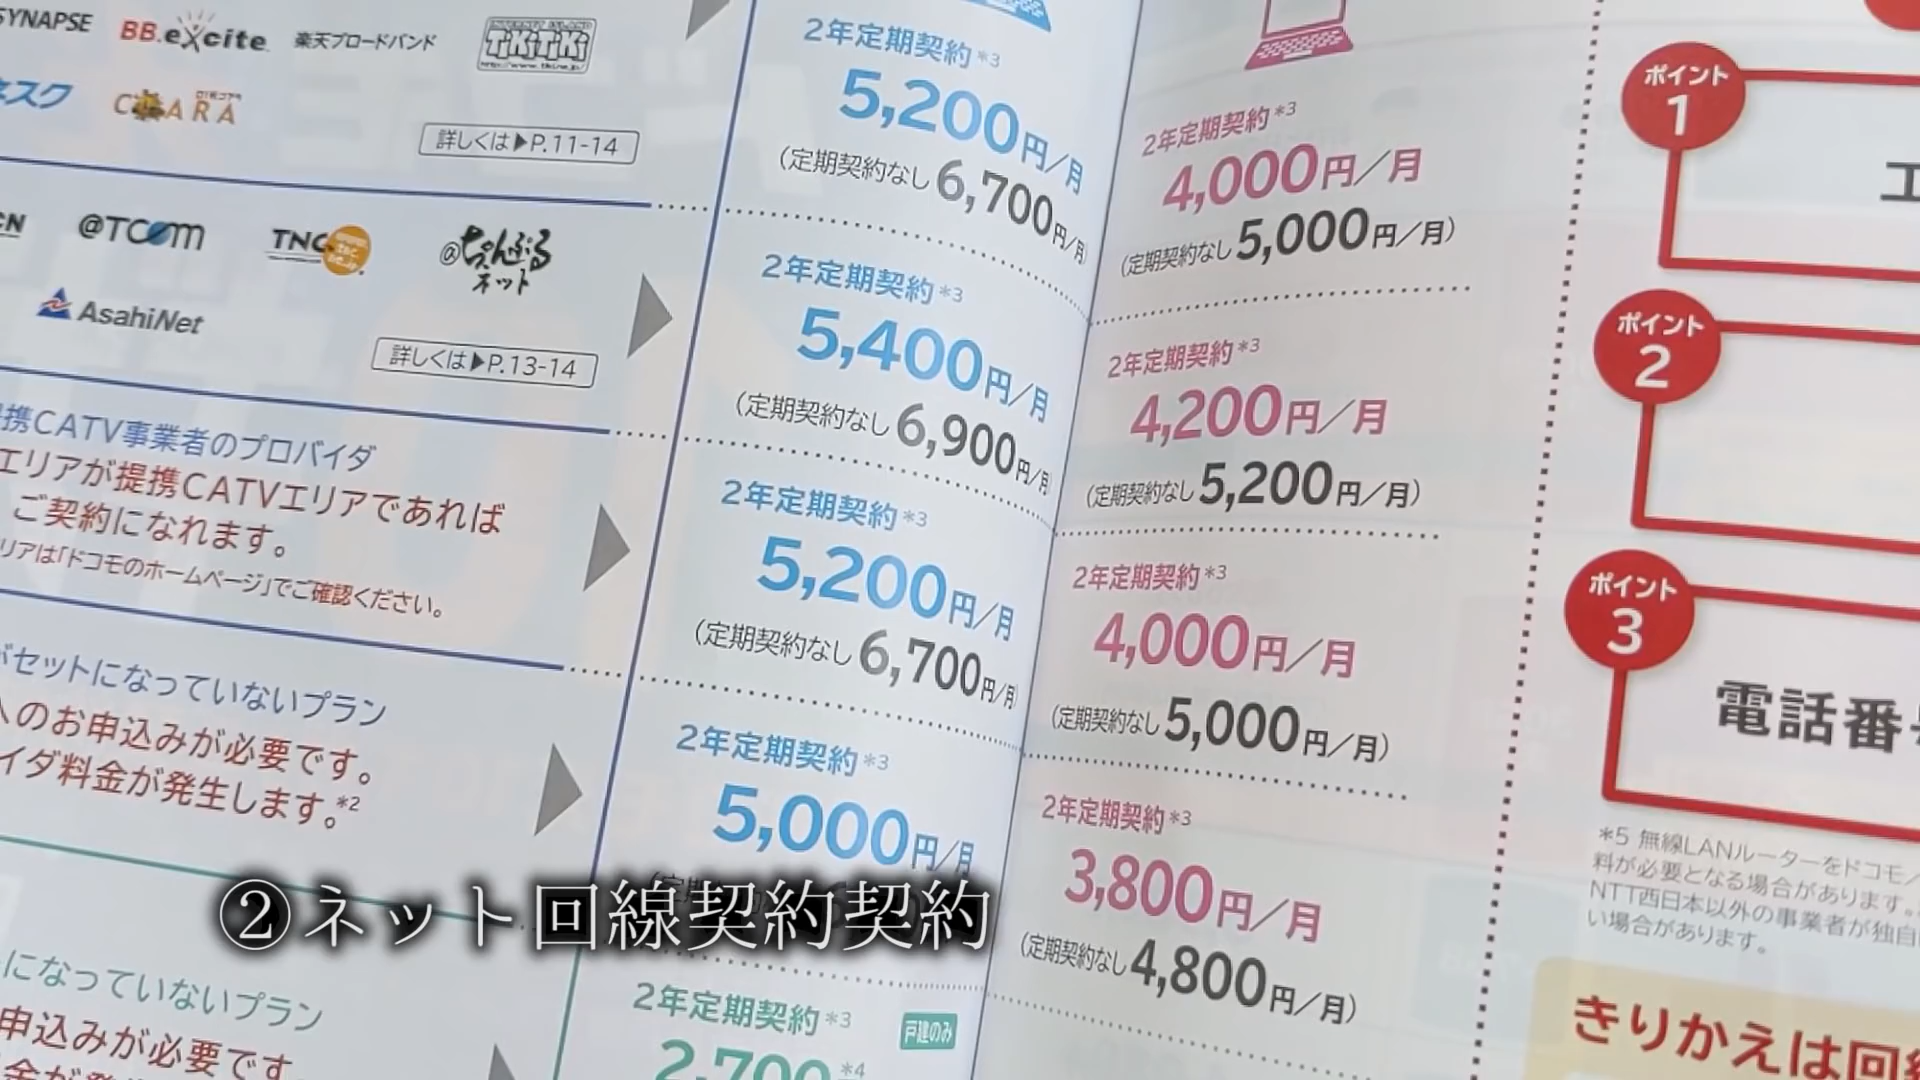 SYNAPSE
BB.excite
楽天ブロードバンド
TiKiTiKi
ネスク
COARA
詳しくは▶P.11-14
@TCOM
TNC
@ちゃんぷるネット
AsahiNet
詳しくは▶P.13-14
携CATV事業者のプロバイダ
エリアが提携CATVエリアであれば
ご契約になれます。
リアは「ドコモのホームページ」でご確認ください。
セットになっていないプラン
へのお申込みが必要です。
イダ料金が発生します。*2
になっていないプラン
申込みが必要です。
2年定期契約*3
5,200円/月
(定期契約なし6,700円/月)
2年定期契約*3
5,400円/月
(定期契約なし6,900円/月)
2年定期契約*3
5,200円/月
(定期契約なし6,700円/月)
2年定期契約*3
5,000円/月
2年定期契約*3
戸建のみ
2,700*4
2年定期契約*3
4,000円/月
(定期契約なし5,000円/月)
2年定期契約*3
4,200円/月
(定期契約なし5,200円/月)
2年定期契約*3
4,000円/月
(定期契約なし5,000円/月)
2年定期契約*3
3,800円/月
(定期契約なし4,800円/月)
ポイント
1
ポイント
2
ポイント
3
電話番
*5 無線LANルーターをドコモ
料が必要となる場合があります。
NTT西日本以外の事業者が独自
い場合があります。
きりかえは回
②ネット回線契約契約